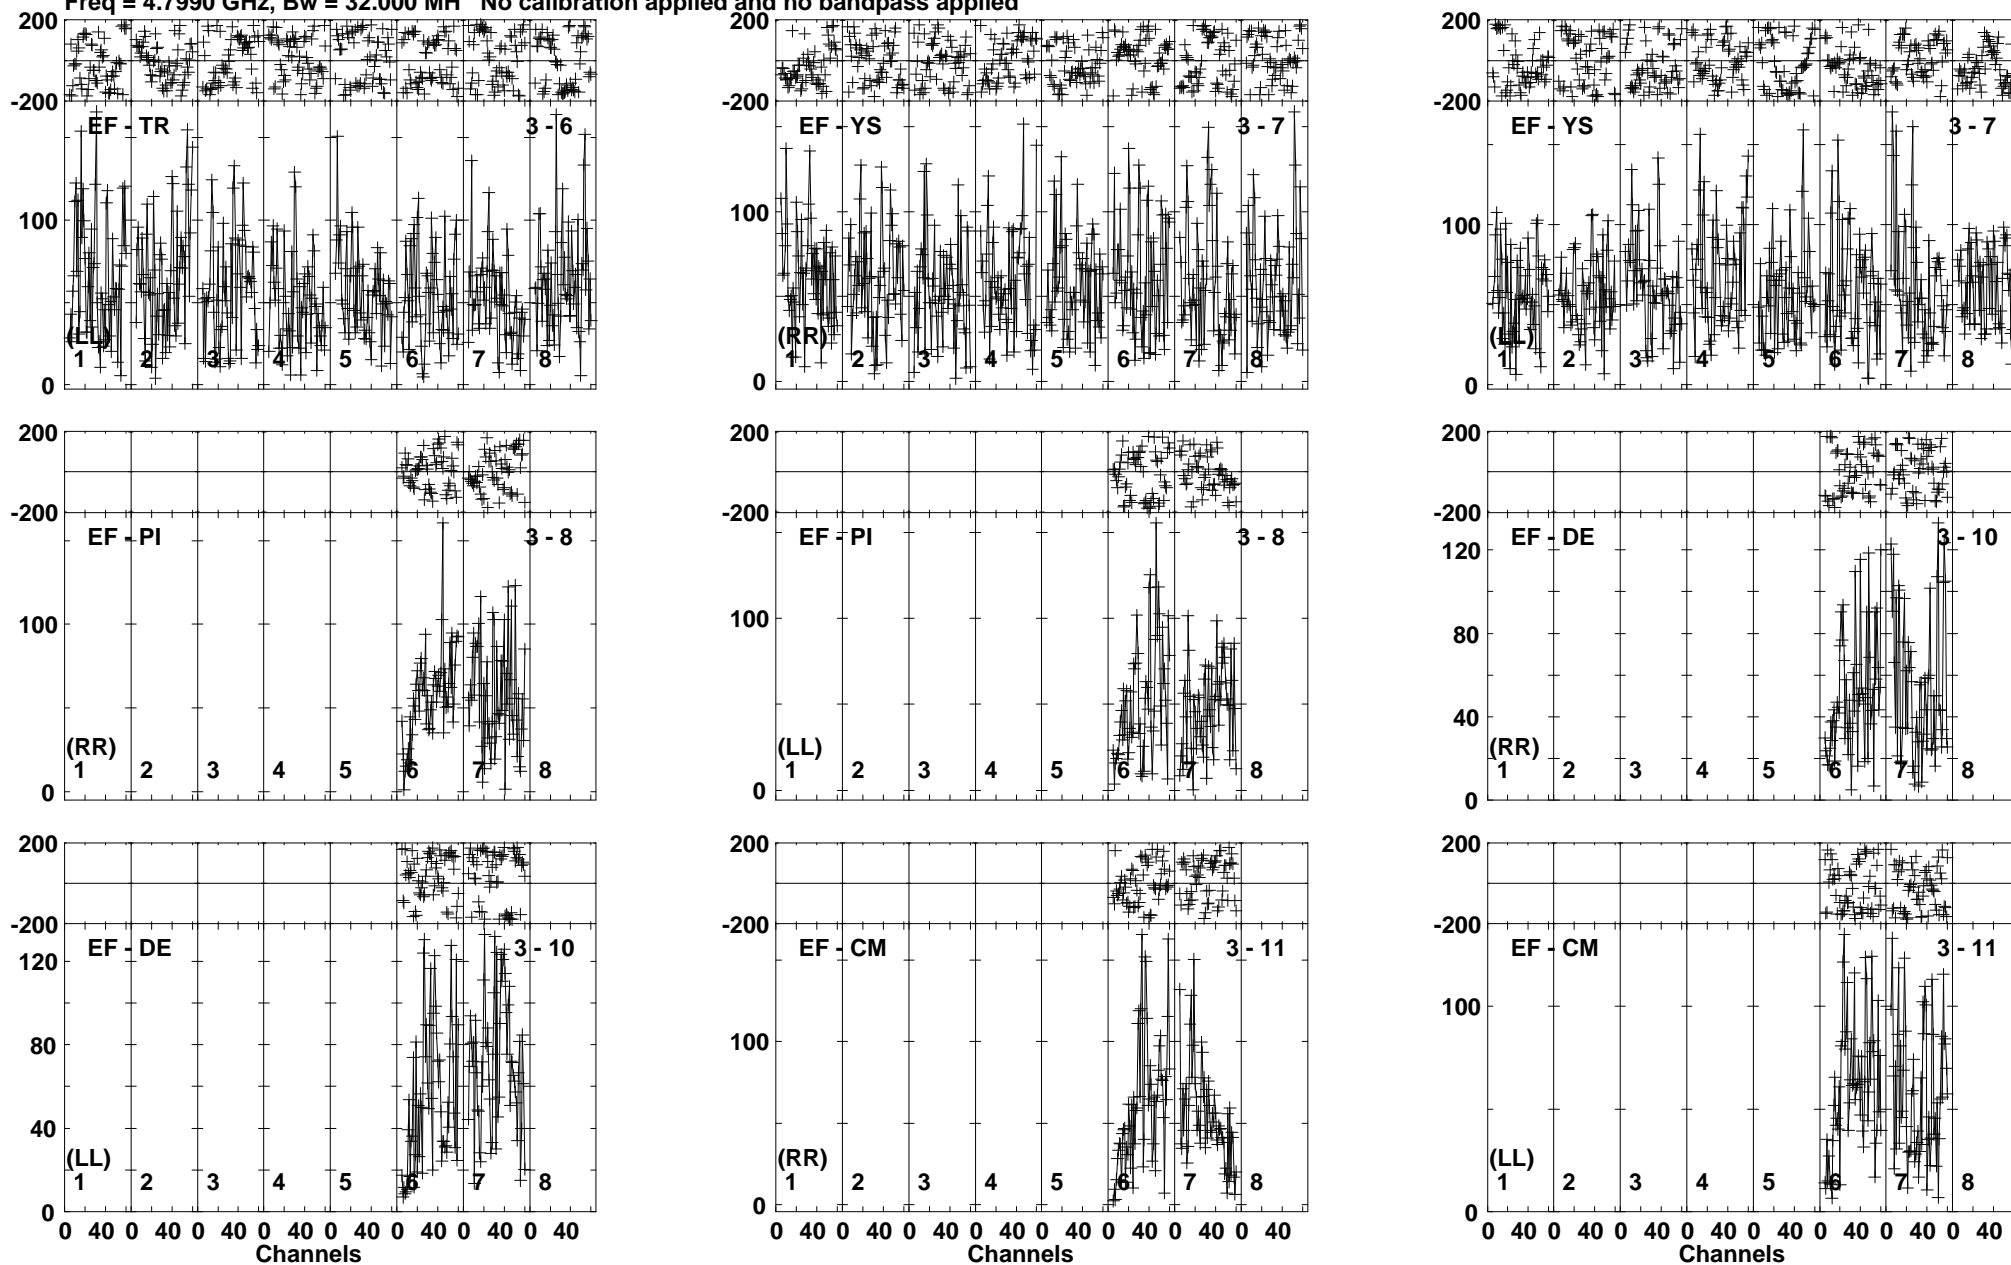 Freq = 4.7990 GHz, Bw = 32.000 MH No calibration applied and no bandpass applied
200 200 200
-200 -200 -200
EF - TR 3 - 6 EF - YS 3 - 7 EF - YS 3 - 7
100 100 100
(LL) (RR) (LL)
1 2 3 4 5 6 7 8 1 2 3 4 5 6 7 8 1 2 3 4 5 6 7 8
0 0 0
200 200 200
-200 -200 -200
EF - PI 3 - 8 EF - PI 3 - 8 EF - DE 3 - 10
120
100 100
80
40
(RR) (LL) (RR)
1 2 3 4 5 6 7 8 1 2 3 4 5 6 7 8 1 2 3 4 5 6 7 8
0 0 0
200 200 200
-200 -200 -200
EF - DE 3 - 10 EF - CM 3 - 11 EF - CM 3 - 11
120
100 100
80
40
(LL) (RR) (LL)
1 2 3 4 5 6 7 8 1 2 3 4 5 6 7 8 1 2 3 4 5 6 7 8
0 0 0
0 40 0 40 0 40 0 40 0 40 0 40 0 40 0 40 0 40 0 40 0 40 0 40 0 40 0 40 0 40 0 40 0 40 0 40 0 40 0 40 0 40 0 40 0 40 0 40
Channels Channels Channels